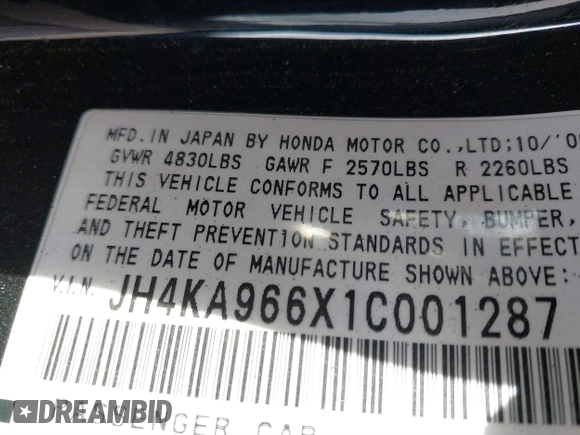 MFD. IN JAPAN BY HONDA MOTOR CO.,LTD;10/'0
GVWR 4830LBS GAWR F 2570LBS R 2260LBS
THIS VEHICLE CONFORMS TO ALL APPLICABLE
FEDERAL MOTOR VEHICLE SAFETY, BUMPER,
AND THEFT PREVENTION STANDARDS IN EFFECT
ON THE DATE OF MANUFACTURE SHOWN ABOVE:
V.I.N. JH4KA966X1C001287
PASSENGER CAR
DREAMBID